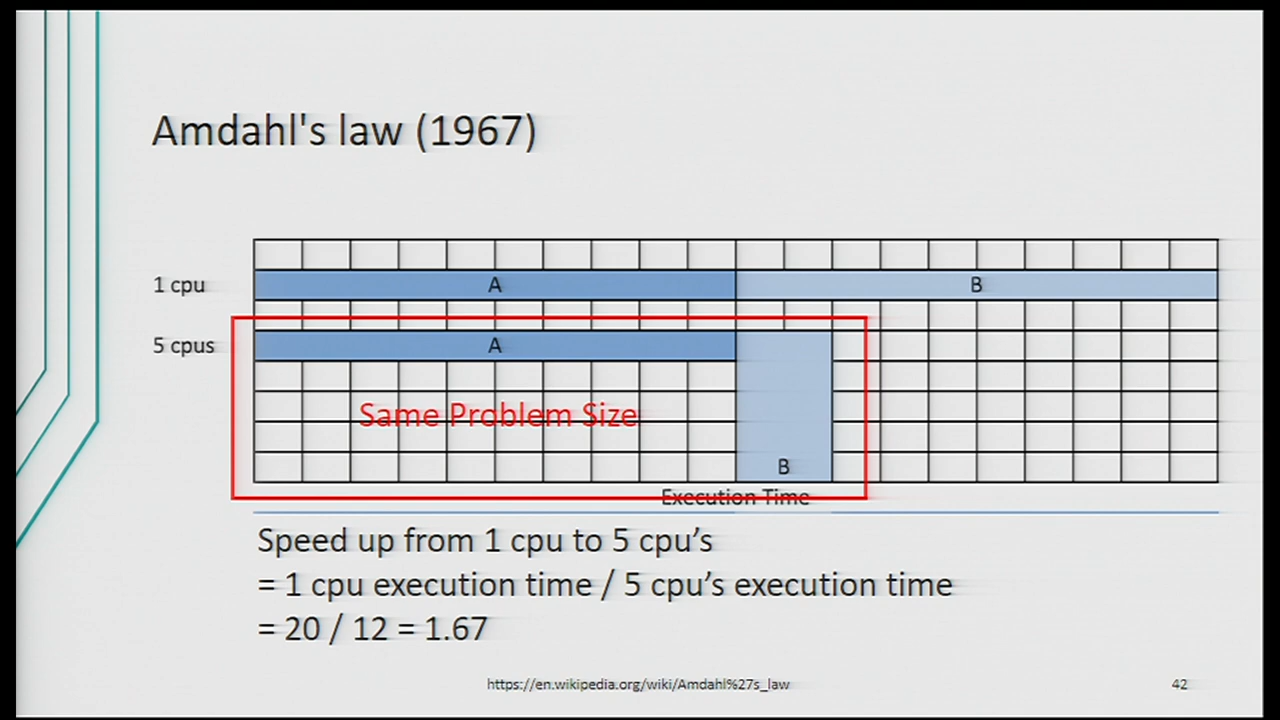 Amdahl's law (1967)
1 cpu
A
B
5 cpus
A
Same Problem Size
B
Execution Time
Speed up from 1 cpu to 5 cpu’s
= 1 cpu execution time / 5 cpu’s execution time
= 20 / 12 = 1.67
https://en.wikipedia.org/wiki/Amdahl%27s_law
42